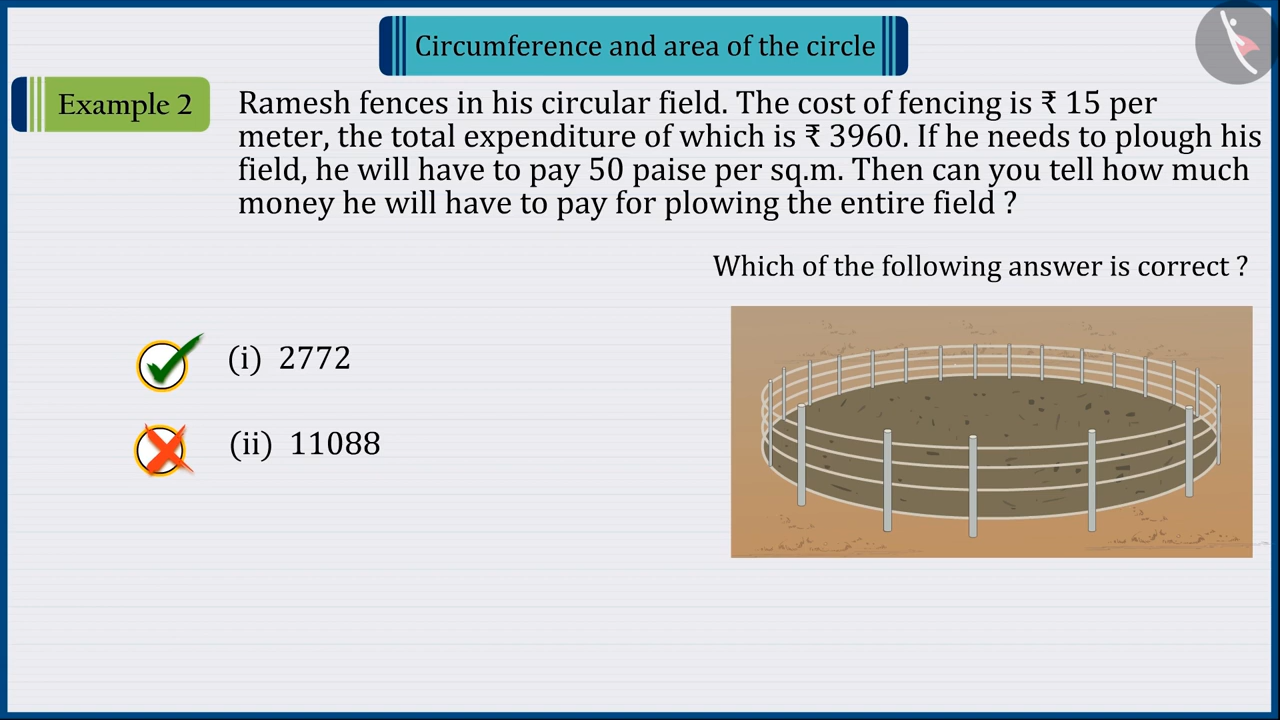 Circumference and area of the circle
Example 2
Ramesh fences in his circular field. The cost of fencing is ₹ 15 per
meter, the total expenditure of which is ₹ 3960. If he needs to plough his
field, he will have to pay 50 paise per sq.m. Then can you tell how much
money he will have to pay for plowing the entire field ?
Which of the following answer is correct ?
(i) 2772
(ii) 11088